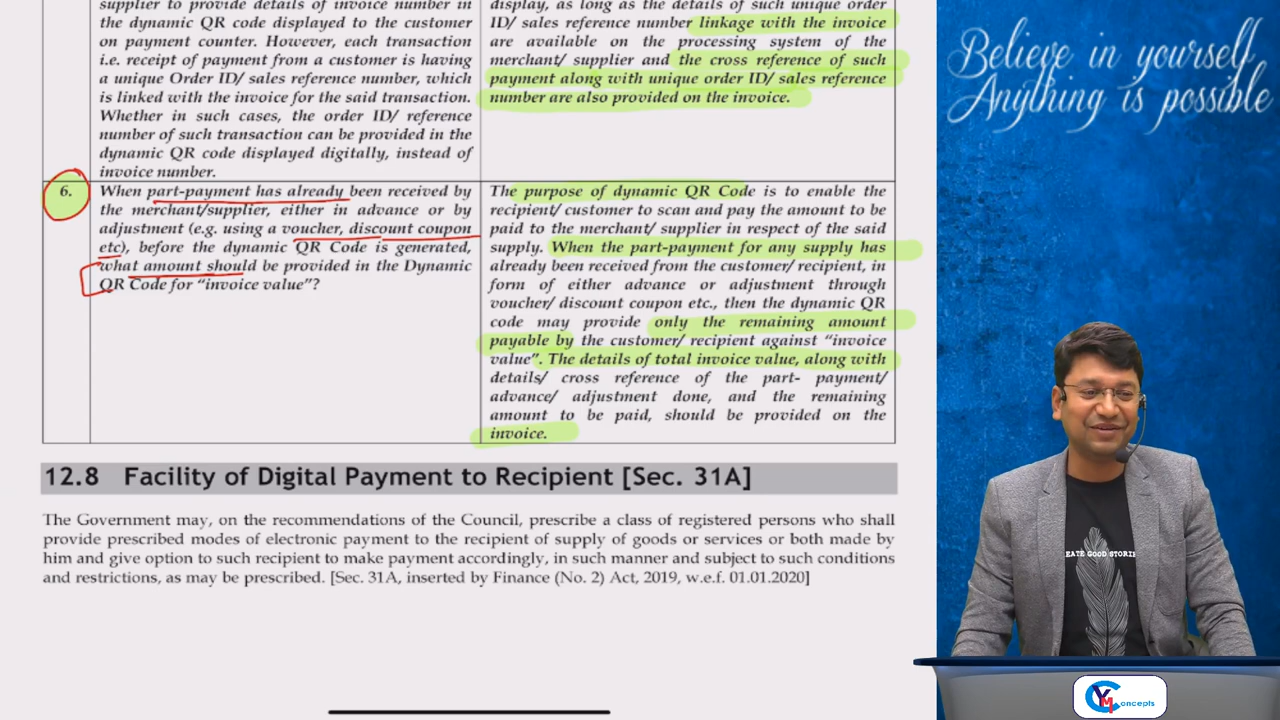 supplier to provide details of invoice number in
the dynamic QR code displayed to the customer
on payment counter. However, each transaction
i.e. receipt of payment from a customer is having
a unique Order ID/ sales reference number, which
is linked with the invoice for the said transaction.
Whether in such cases, the order ID/ reference
number of such transaction can be provided in the
dynamic QR code displayed digitally, instead of
invoice number.
display, as long as the details of such unique order
ID/ sales reference number linkage with the invoice
are available on the processing system of the
merchant/ supplier and the cross reference of such
payment along with unique order ID/ sales reference
number are also provided on the invoice.
6.
When part-payment has already been received by
the merchant/supplier, either in advance or by
adjustment (e.g. using a voucher, discount coupon
etc), before the dynamic QR Code is generated,
what amount should be provided in the Dynamic
QR Code for “invoice value”?
The purpose of dynamic QR Code is to enable the
recipient/ customer to scan and pay the amount to be
paid to the merchant/ supplier in respect of the said
supply. When the part-payment for any supply has
already been received from the customer/ recipient, in
form of either advance or adjustment through
voucher/ discount coupon etc., then the dynamic QR
code may provide only the remaining amount
payable by the customer/ recipient against “invoice
value”. The details of total invoice value, along with
details/ cross reference of the part- payment/
advance/ adjustment done, and the remaining
amount to be paid, should be provided on the
invoice.
12.8 Facility of Digital Payment to Recipient [Sec. 31A]
The Government may, on the recommendations of the Council, prescribe a class of registered persons who shall
provide prescribed modes of electronic payment to the recipient of supply of goods or services or both made by
him and give option to such recipient to make payment accordingly, in such manner and subject to such conditions
and restrictions, as may be prescribed. [Sec. 31A, inserted by Finance (No. 2) Act, 2019, w.e.f. 01.01.2020]
Believe in yourself
Anything is possible
EATE GOOD STORIE
YM
Concepts